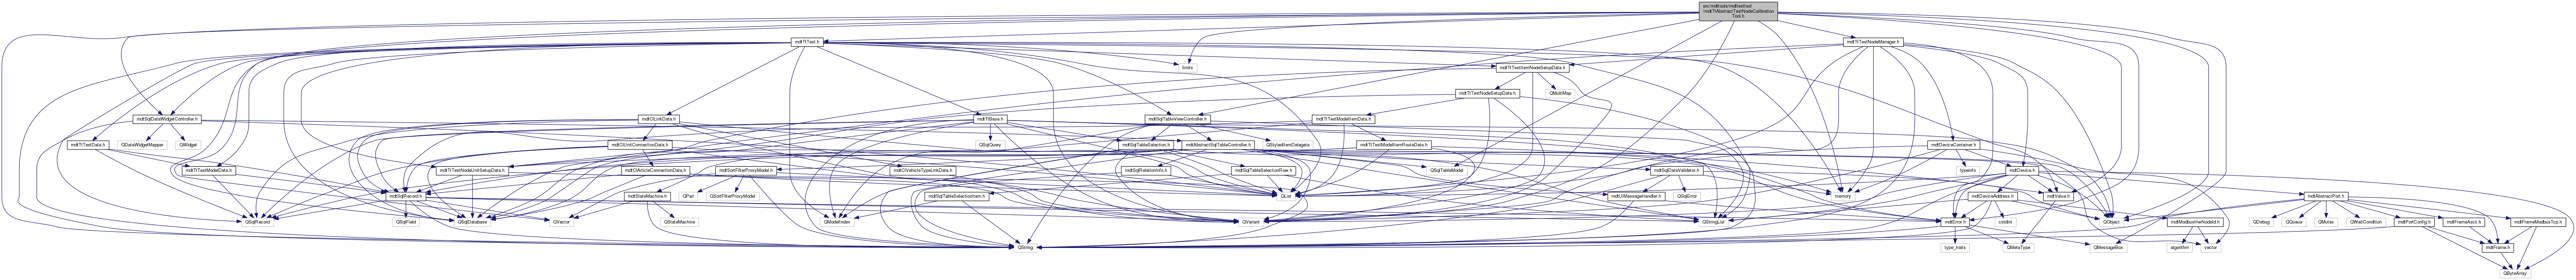 src/mdttools/mdttesttool
/mdtTtAbstractTestNodeCalibration
Tool.h
mdtTtTest.h
mdtTtTestNodeManager.h
limits
mdtTtTestItemNodeSetupData.h
mdtTtTestNodeSetupData.h
QMultiMap
mdtSqlDataWidgetController.h
mdtClLinkData.h
mdtTtBase.h
mdtSqlTableViewController.h
mdtTtTestModelItemData.h
mdtTtTestData.h
QDataWidgetMapper
QWidget
mdtClUnitConnectionData.h
QSqlQuery
mdtSqlTableSelection.h
mdtAbstractSqlTableController.h
QStyledItemDelegate
mdtTtTestModelItemRouteData.h
mdtDeviceContainer.h
mdtTtTestModelData.h
mdtTtTestNodeUnitSetupData.h
mdtClArticleConnectionData.h
mdtSortFilterProxyModel.h
mdtClVehicleTypeLinkData.h
mdtSqlRelationInfo.h
mdtSqlTableSelectionRow.h
QSqlTableModel
mdtSqlDataValidator.h
typeinfo
mdtDevice.h
mdtSqlRecord.h
mdtStateMachine.h
QPair
QSortFilterProxyModel
mdtSqlTableSelectionItem.h
QList
mdtUiMessageHandler.h
QSqlError
memory
mdtDeviceAddress.h
mdtValue.h
mdtAbstractPort.h
QSqlRecord
QSqlField
QSqlDatabase
QVector
QStateMachine
QModelIndex
QVariant
QStringList
mdtError.h
cstdint
QObject
mdtModbusHwNodeId.h
QDebug
QQueue
QMutex
QWaitCondition
mdtPortConfig.h
mdtFrameAscii.h
mdtFrameModbusTcp.h
QString
type_traits
QMetaType
QMessageBox
algorithm
vector
mdtFrame.h
QByteArray